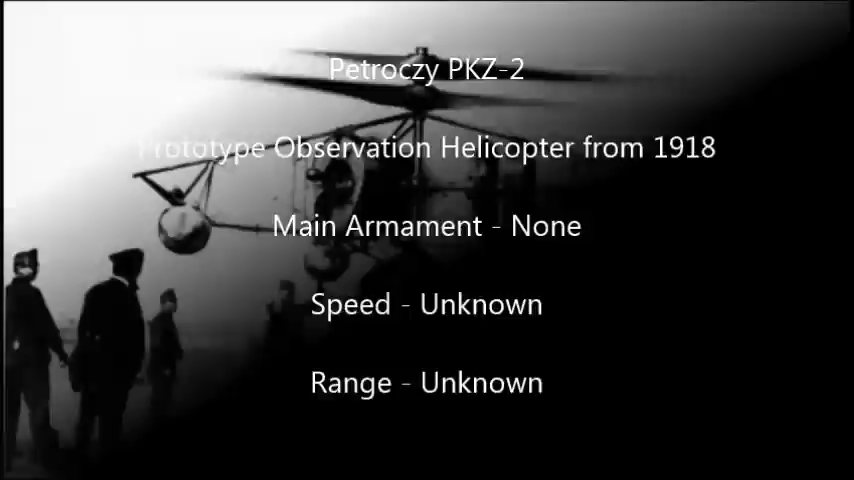 Petroczy PKZ-2
Prototype Observation Helicopter from 1918
Main Armament - None
Speed - Unknown
Range - Unknown